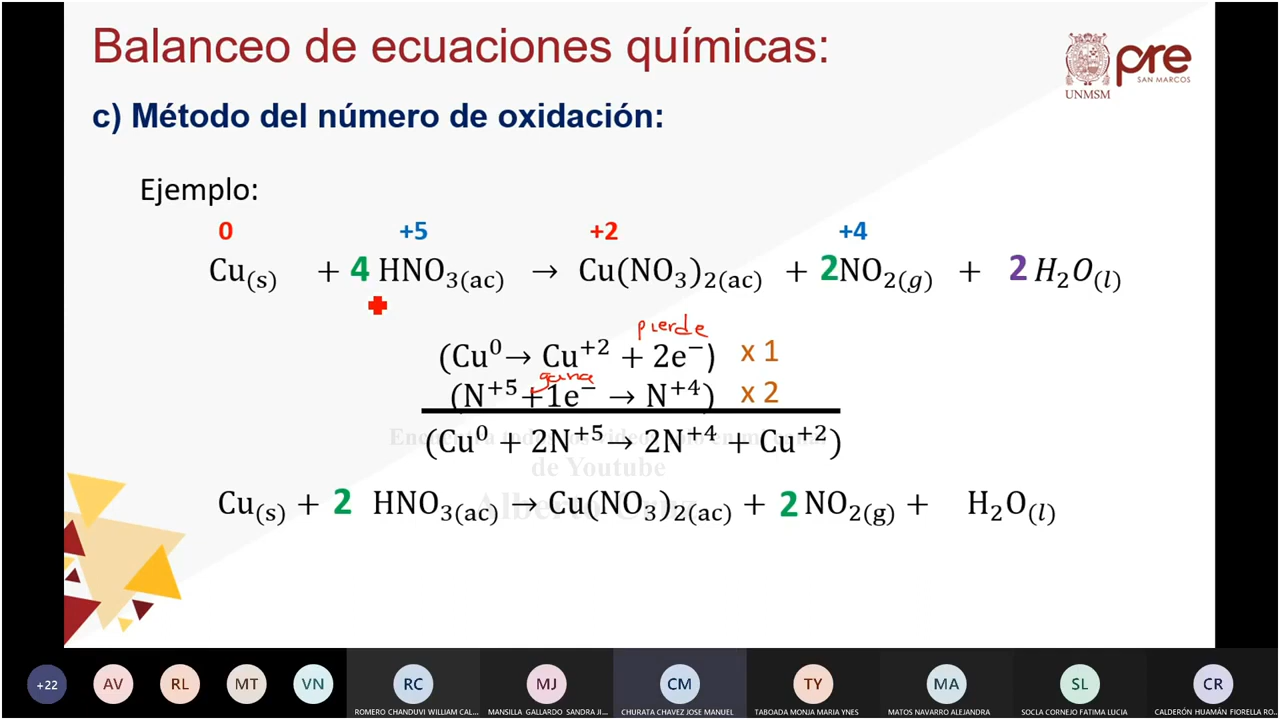 Balanceo de ecuaciones químicas:
pre
SAN MARCOS
UNMSM
c) Método del número de oxidación:
Ejemplo:
0 +5 +2 +4
Cu(s) + 4 HNO3(ac) → Cu(NO3)2(ac) + 2NO2(g) + 2 H2O(l)
pierde
(Cu⁰ → Cu⁺² + 2e⁻) x 1
gana
(N⁺⁵ + 1e⁻ → N⁺⁴) x 2
(Cu⁰ + 2N⁺⁵ → 2N⁺⁴ + Cu⁺²)
de Youtube
Cu(s) + 2 HNO3(ac) → Cu(NO3)2(ac) + 2 NO2(g) + H2O(l)
+22 AV RL MT VN RC MJ CM TY MA SL CR
ROMERO CHANDUVI WILLIAM CAL... MANSILLA GALLARDO SANDRA JI... CHURATA CHAVEZ JOSE MANUEL TABOADA MONJA MARIA YNES MATOS NAVARRO ALEJANDRA SOCLA CORNEJO FATIMA LUCIA CALDERÓN HUAMÁN FIORELLA RO...